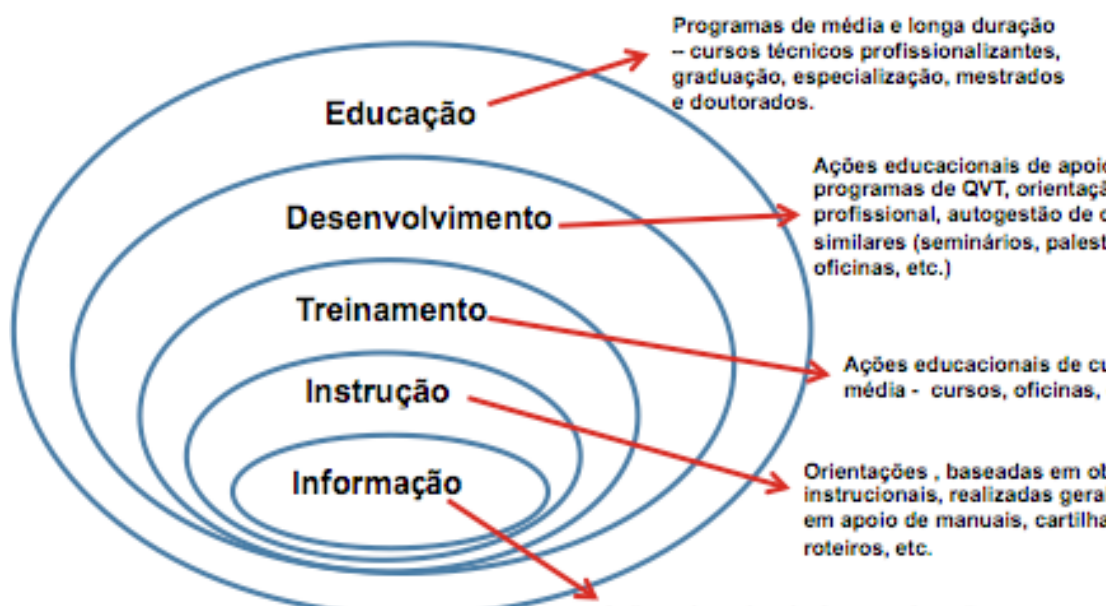 Programas de média e longa duração
– cursos técnicos profissionalizantes,
graduação, especialização, mestrados
e doutorados.
Educação
Ações educacionais de apoio
programas de QVT,
profissional, autogestão de
similares (seminários,
oficinas, etc.)
Desenvolvimento
Treinamento
Ações educacionais de
média - cursos, oficinas,
Instrução
Orientações , baseadas em
instrucionais, realizadas
em apoio de manuais,
roteiros, etc.
Informação